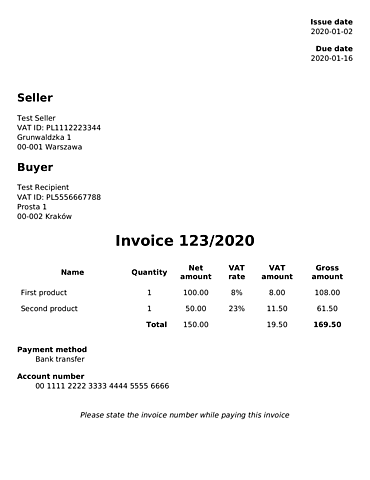 Issue date
2020-01-02
Due date
2020-01-16
Seller
Test Seller
VAT ID: PL1112223344
Grunwaldzka 1
00-001 Warszawa
Buyer
Test Recipient
VAT ID: PL5556667788
Prosta 1
00-002 Kraków
Invoice 123/2020
Name Quantity Net amount VAT rate VAT amount Gross amount
First product 1 100.00 8% 8.00 108.00
Second product 1 50.00 23% 11.50 61.50
Total 150.00 19.50 169.50
Payment method
Bank transfer
Account number
00 1111 2222 3333 4444 5555 6666
Please state the invoice number while paying this invoice